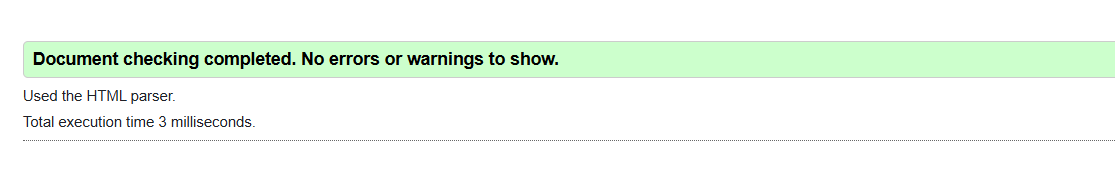 Document checking completed. No errors or warnings to show.
Used the HTML parser.
Total execution time 3 milliseconds.